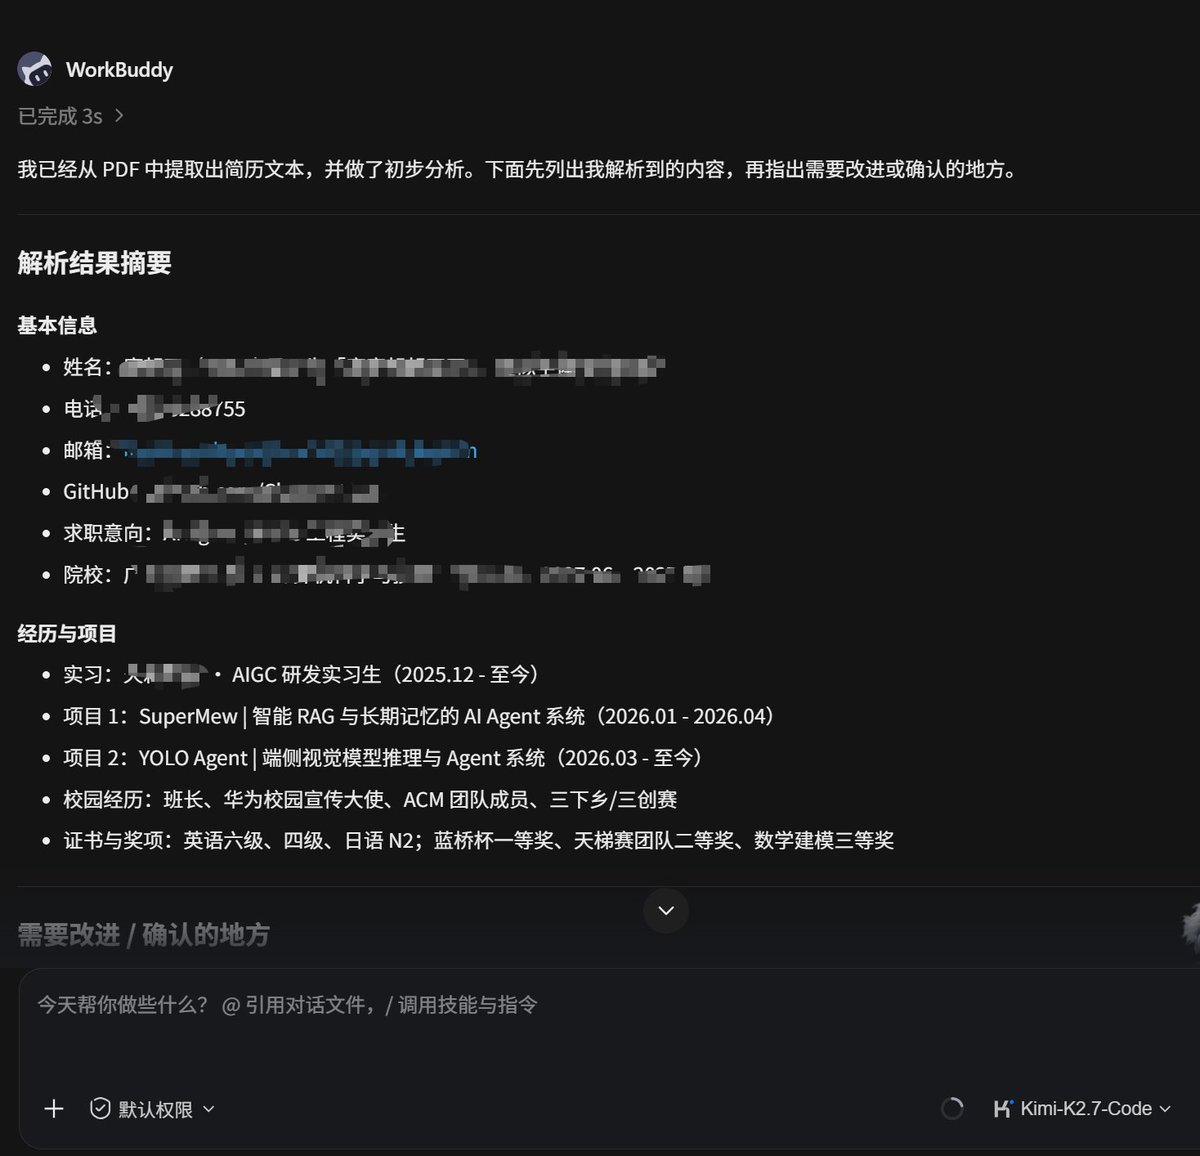 WorkBuddy
已完成 3s
我已经从 PDF 中提取出简历文本，并做了初步分析。下面先列出我解析到的内容，再指出需要改进或确认的地方。
解析结果摘要
基本信息
姓名：
电话 288755
邮箱：
GitHub
求职意向： 生
院校：
经历与项目
实习： · AIGC 研发实习生（2025.12 - 至今）
项目 1：SuperMew | 智能 RAG 与长期记忆的 AI Agent 系统（2026.01 - 2026.04）
项目 2：YOLO Agent | 端侧视觉模型推理与 Agent 系统（2026.03 - 至今）
校园经历：班长、华为校园宣传大使、ACM 团队成员、三下乡/三创赛
证书与奖项：英语六级、四级、日语 N2；蓝桥杯一等奖、天梯赛团队二等奖、数学建模三等奖
需要改进 / 确认的地方
今天帮你做些什么？ @ 引用对话文件，/ 调用技能与指令
默认权限
Kimi-K2.7-Code